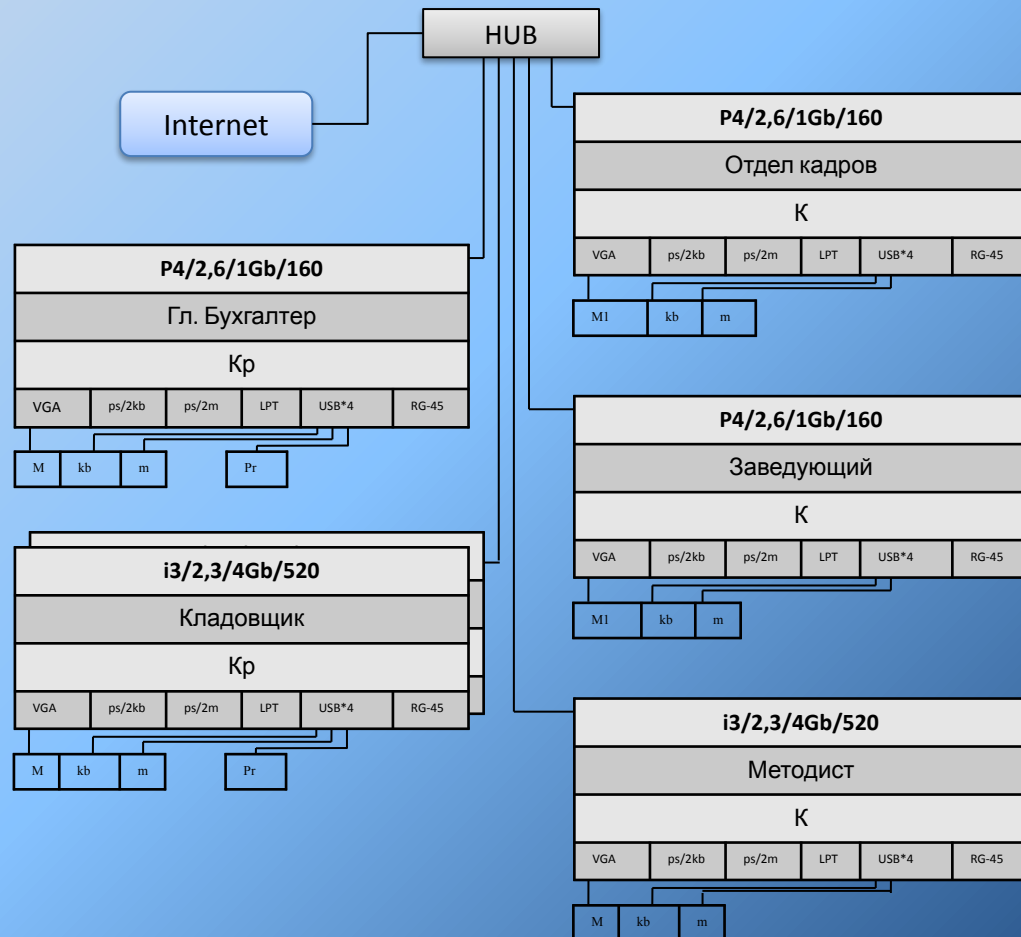 HUB
Internet
P4/2,6/1Gb/160
Отдел кадров
К
VGA ps/2kb ps/2m LPT USB*4 RG-45
M1 kb m
P4/2,6/1Gb/160
Гл. Бухгалтер
Кр
VGA ps/2kb ps/2m LPT USB*4 RG-45
M kb m Pr
P4/2,6/1Gb/160
Заведующий
К
VGA ps/2kb ps/2m LPT USB*4 RG-45
M1 kb m
i3/2,3/4Gb/520
Кладовщик
Кр
VGA ps/2kb ps/2m LPT USB*4 RG-45
M kb m Pr
i3/2,3/4Gb/520
Методист
К
VGA ps/2kb ps/2m LPT USB*4 RG-45
M kb m